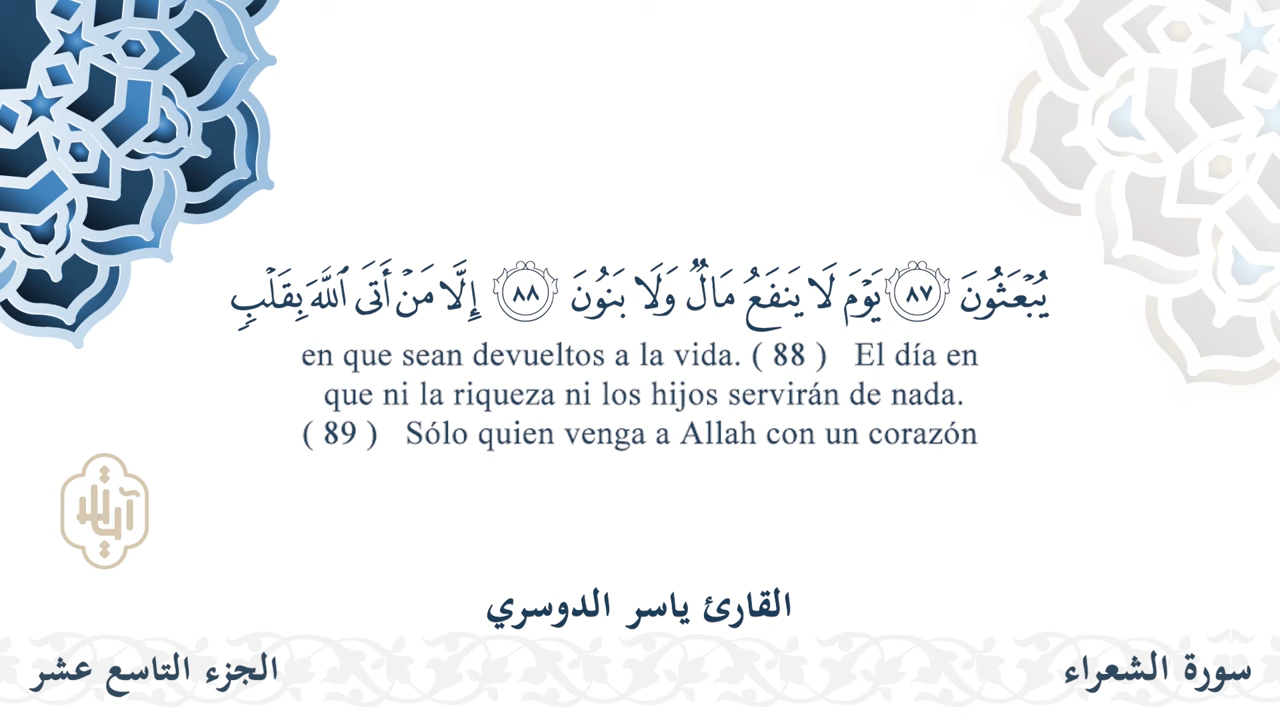 يُبْعَثُونَ ٨٧ يَوْمَ لَا يَنفَعُ مَالٌ وَلَا بَنُونَ ٨٨ إِلَّا مَنْ أَتَى ٱللَّهَ بِقَلْبٍ
en que sean devueltos a la vida. ( 88 ) El día en
que ni la riqueza ni los hijos servirán de nada.
( 89 ) Sólo quien venga a Allah con un corazón
آيات
القارئ ياسر الدوسري
سورة الشعراء
الجزء التاسع عشر